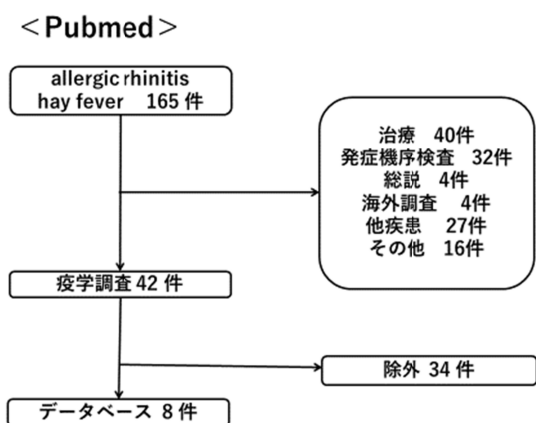 ＜Pubmed＞
allergic rhinitis
hay fever　165 件
治療　40件
発症機序検査　32件
総説　4件
海外調査　4件
他疾患　27件
その他　16件
疫学調査 42 件
除外 34 件
データベース 8 件